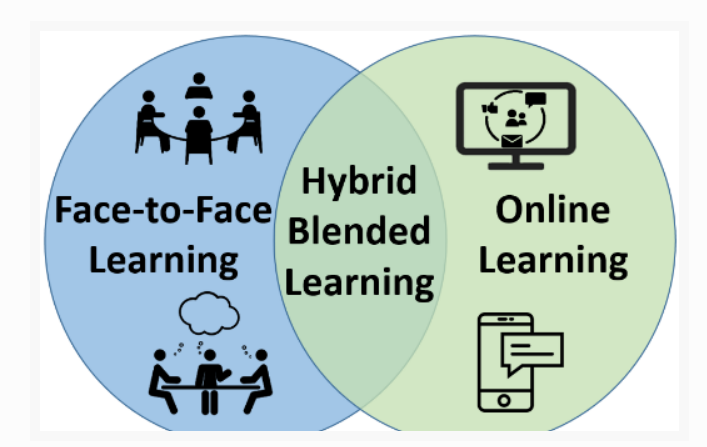 Face-to-Face
Learning
Hybrid
Blended
Learning
Online
Learning